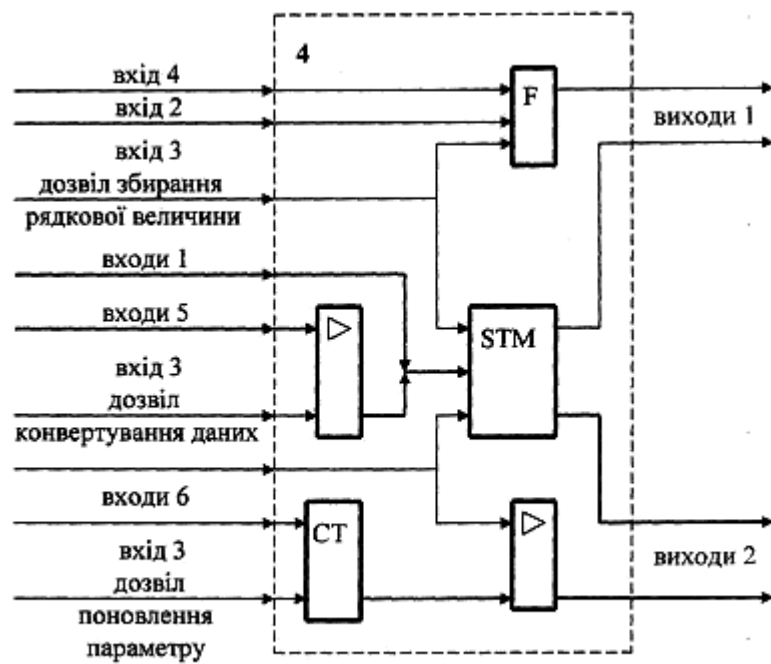 4
вхід 4
F
вхід 2
виходи 1
вхід 3
дозвіл збирання
рядкової величини
входи 1
входи 5
STM
вхід 3
дозвіл
конвертування даних
входи 6
CT
вхід 3
виходи 2
дозвіл
поновлення
параметру